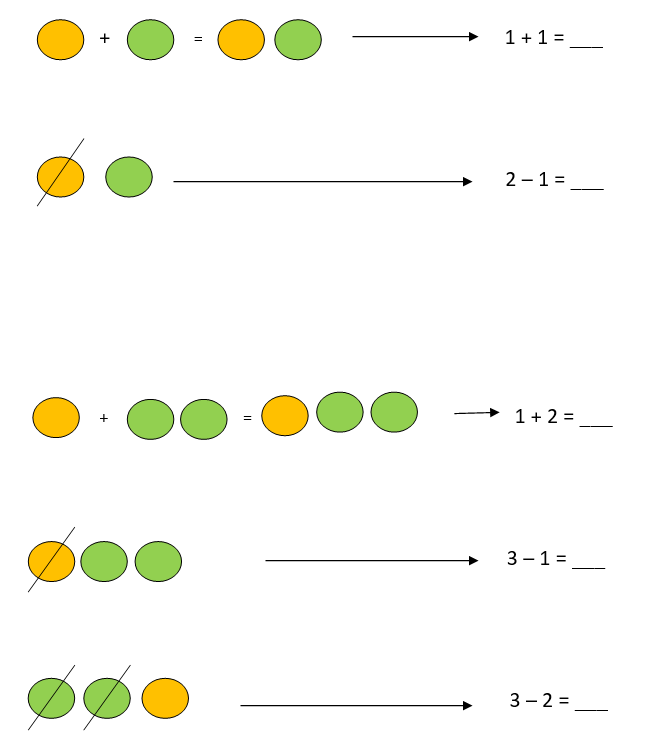 + = 1 + 1 = ___
2 – 1 = ___
+ = 1 + 2 = ___
3 – 1 = ___
3 – 2 = ___